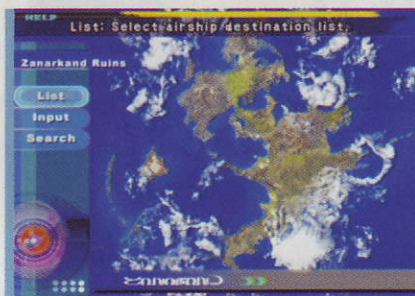 HELP
List: Select airship destination list.
Zanarkand Ruins
List
Input
Search